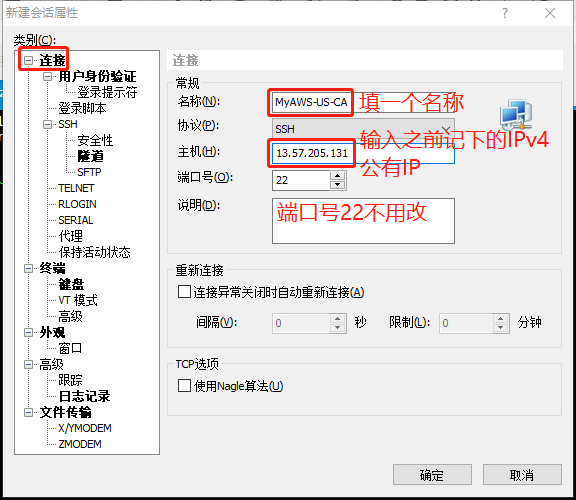 新建会话属性
类别(C):
连接
用户身份验证
登录提示符
登录脚本
SSH
安全性
隧道
SFTP
TELNET
RLOGIN
SERIAL
代理
保持活动状态
终端
键盘
VT 模式
高级
外观
窗口
高级
跟踪
日志记录
文件传输
X/YMODEM
ZMODEM
连接
常规
名称(N): MyAWS-US-CA 填一个名称
协议(P): SSH
输入之前记下的IPv4
主机(H): 13.57.205.131
公有IP
端口号(O): 22
说明(D): 端口号22不用改
重新连接
连接异常关闭时自动重新连接(A)
间隔(V): 0 秒 限制(L): 0 分钟
TCP选项
使用Nagle算法(U)
确定 取消